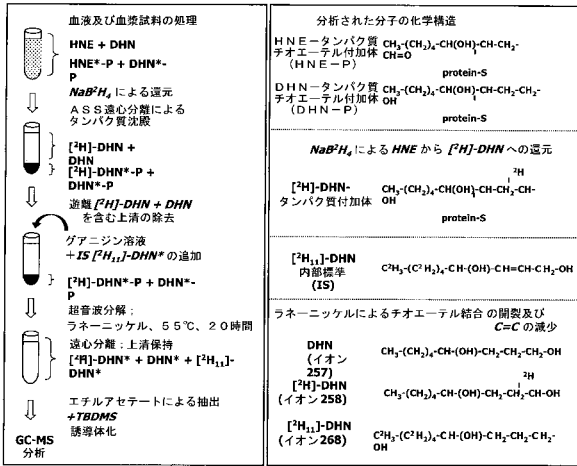 血液及び血漿試料の処理
HNE + DHN
HNE*-P + DHN*-
P
NaB²H₄ による還元
ＡＳＳ遠心分離による
タンパク質沈殿
[²H]-DHN +
DHN
[²H]-DHN*-P +
DHN*-P
遊離 [²H]-DHN + DHN
を含む上清の除去
グアニジン溶液
＋IS [²H₁₁]-DHN* の追加
[²H]-DHN*-P + DHN*-
P
超音波分解；
ラネーニッケル、５５℃、２０時間
遠心分離；上清保持
[²H]-DHN* + DHN* + [²H₁₁]-
DHN*
エチルアセテートによる抽出
+TBDMS
誘導体化
GC-MS
分析
分析された分子の化学構造
ＨＮＥ－タンパク質
チオエーテル付加体
（ＨＮＥ－Ｐ）
CH₃-(CH₂)₄-CH(OH)-CH-CH₂-
CH=O
protein-S
ＤＨＮ－タンパク質
チオエーテル付加体
（ＤＨＮ－Ｐ）
CH₃-(CH₂)₄-CH(OH)-CH-CH₂-CH₂-
OH
protein-S
NaB²H₄ による HNE から [²H]-DHN への還元
[²H]-DHN-
タンパク質付加体
²H
CH₃-(CH₂)₄-CH(OH)-CH-CH₂-CH-
OH
protein-S
[²H₁₁]-DHN
内部標準
(IS)
C²H₃-(C²H₂)₄-CH-(OH)-CH=CH-CH₂-OH
ラネーニッケルによるチオエーテル結合の開裂及び
C=C の減少
DHN
(イオン
257)
CH₃-(CH₂)₄-CH-(OH)-CH₂-CH₂-CH₂-OH
[²H]-DHN
(イオン 258)
²H
CH₃-(CH₂)₄-CH-(OH)-CH₂-CH₂-CH-OH
[²H₁₁]-DHN
(イオン 268)
C²H₃-(C²H₂)₄-CH-(OH)-CH₂-CH₂-CH₂-
OH